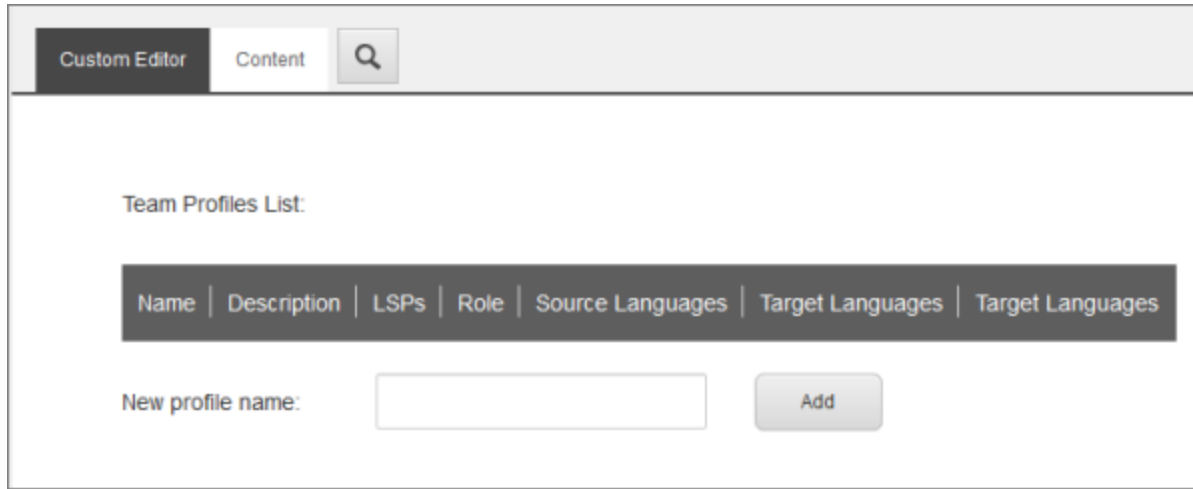 Custom Editor Content
Team Profiles List:
Name Description LSPs Role Source Languages Target Languages Target Languages
New profile name: Add